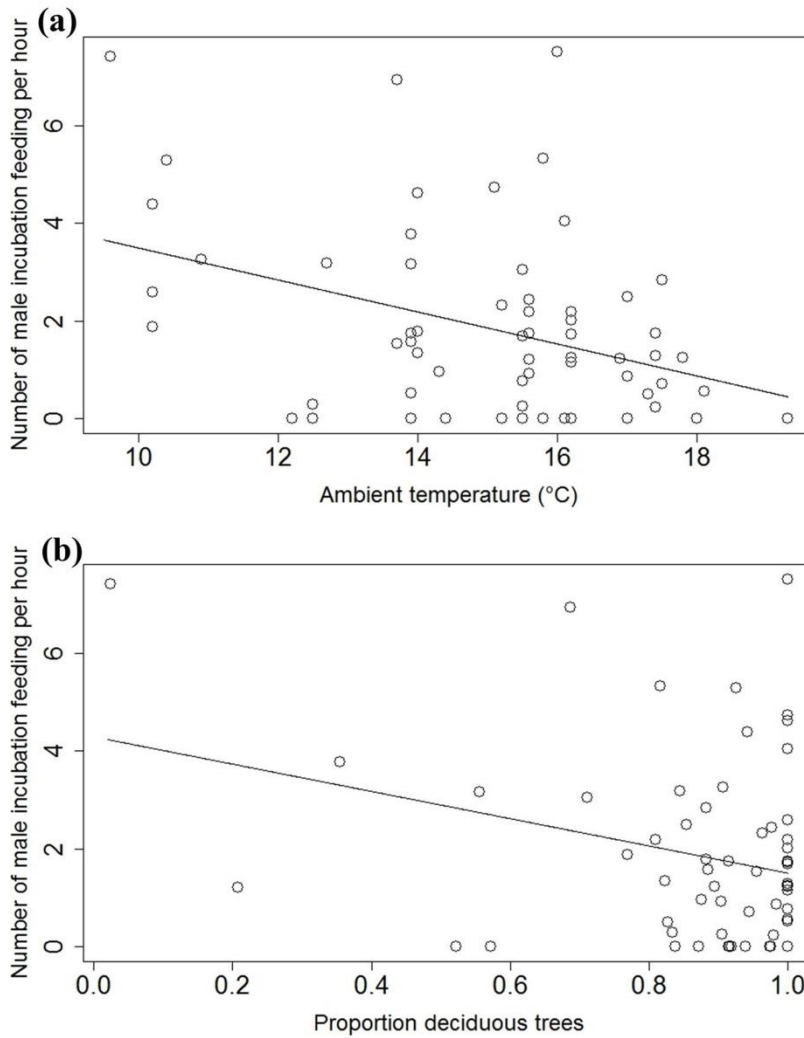 (a)
Number of male incubation feeding per hour
6
4
2
0
10 12 14 16 18
Ambient temperature (°C)
(b)
Number of male incubation feeding per hour
6
4
2
0
0.0 0.2 0.4 0.6 0.8 1.0
Proportion deciduous trees